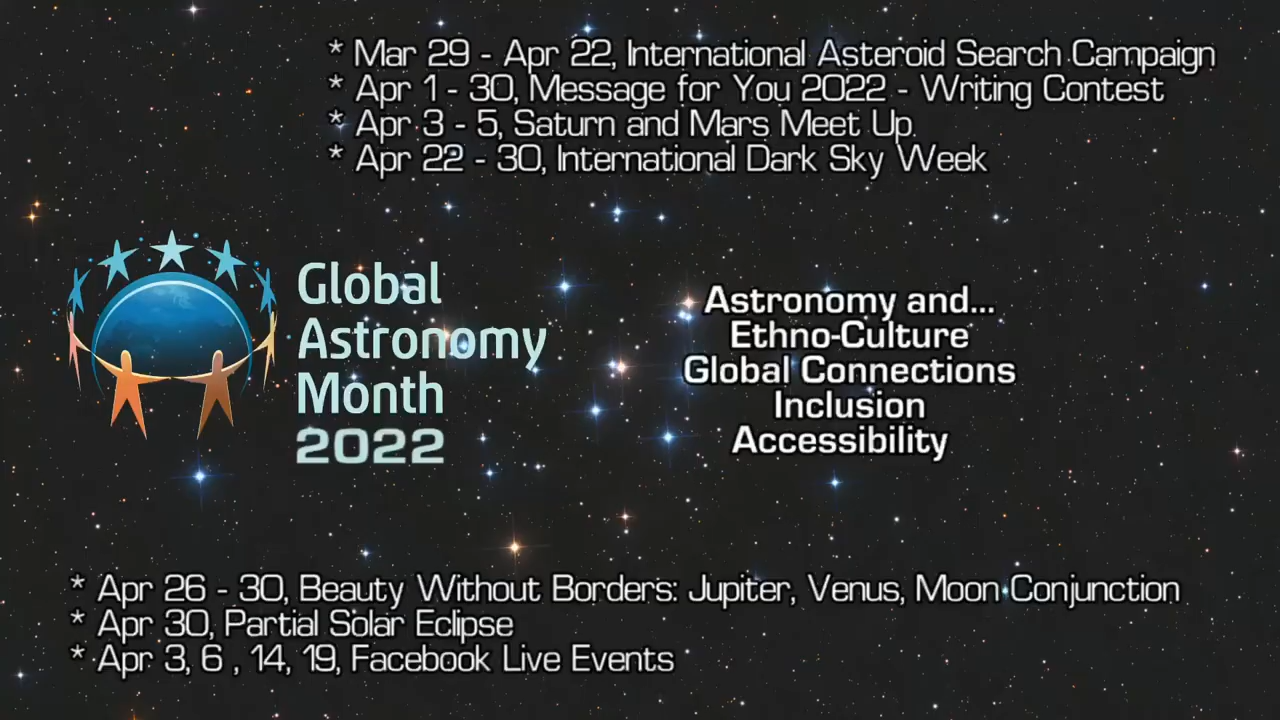 * Mar 29 - Apr 22, International Asteroid Search Campaign
* Apr 1 - 30, Message for You 2022 - Writing Contest
* Apr 3 - 5, Saturn and Mars Meet Up.
* Apr 22 - 30, International Dark Sky Week
Global
Astronomy
Month
2022
Astronomy and...
Ethno-Culture
Global Connections
Inclusion
Accessibility
* Apr 26 - 30, Beauty Without Borders: Jupiter, Venus, Moon Conjunction
* Apr 30, Partial Solar Eclipse
* Apr 3, 6 , 14, 19, Facebook Live Events